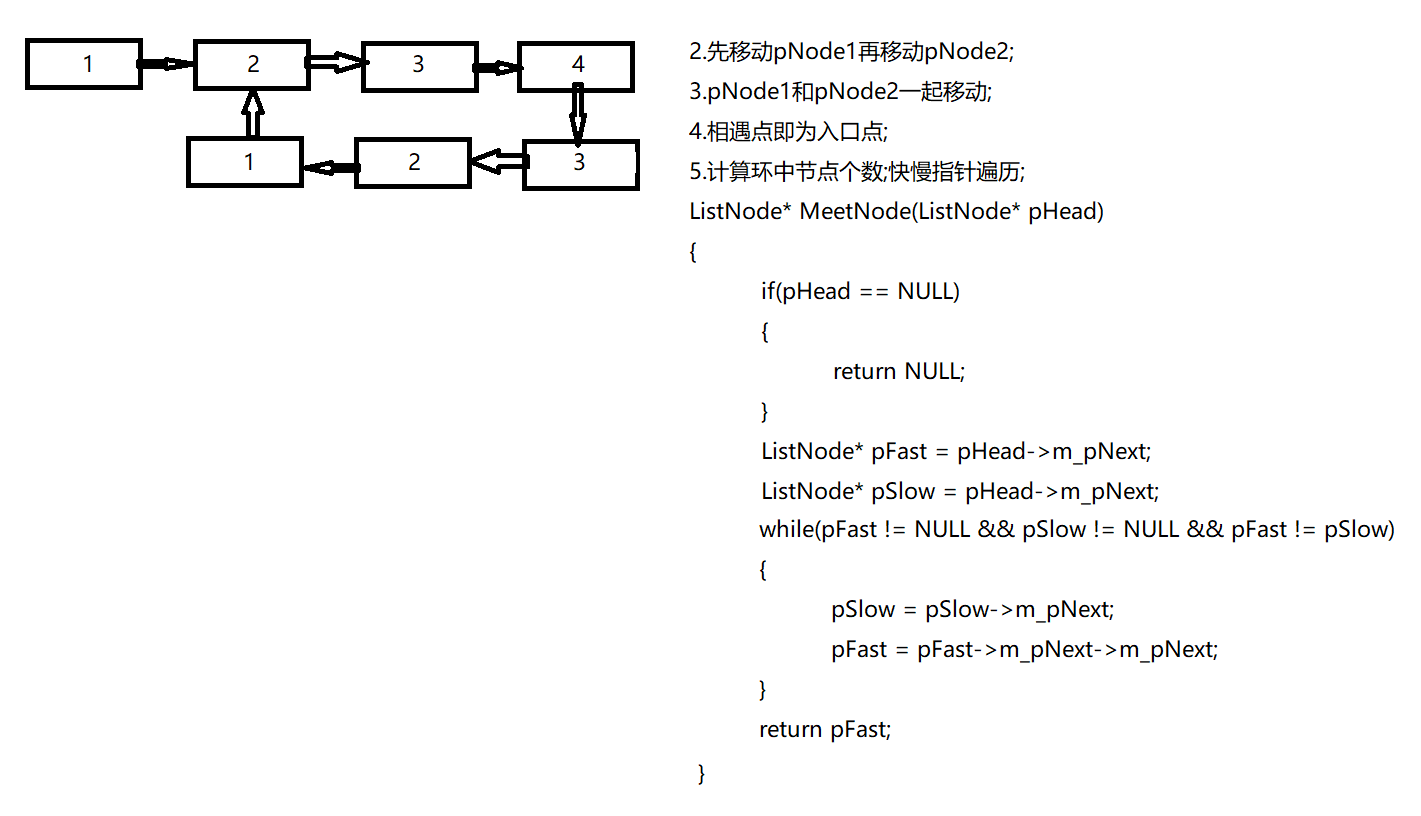 1 2 3 4
1 2 3
2.先移动pNode1再移动pNode2;
3.pNode1和pNode2一起移动;
4.相遇点即为入口点;
5.计算环中节点个数;快慢指针遍历;
ListNode* MeetNode(ListNode* pHead)
{
if(pHead == NULL)
{
return NULL;
}
ListNode* pFast = pHead->m_pNext;
ListNode* pSlow = pHead->m_pNext;
while(pFast != NULL && pSlow != NULL && pFast != pSlow)
{
pSlow = pSlow->m_pNext;
pFast = pFast->m_pNext->m_pNext;
}
return pFast;
}